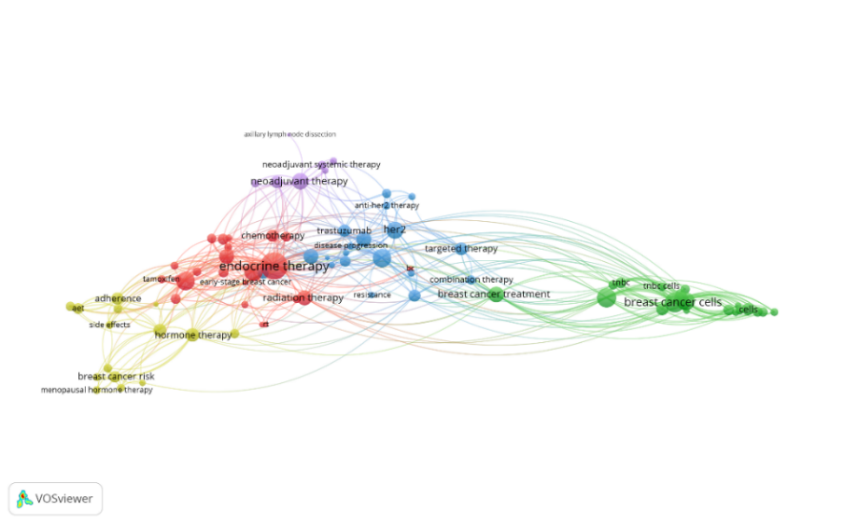 axillary lymph node dissection
neoadjuvant systemic therapy
neoadjuvant therapy
anti-her2 therapy
trastuzumab
her2
chemotherapy
disease progression
targeted therapy
endocrine therapy
tamoxifen
early-stage breast cancer
combination therapy
tnbc
tnbc cells
resistance
breast cancer treatment
radiation therapy
adherence
breast cancer cells
aet
cells
side effects
rt
hormone therapy
breast cancer risk
menopausal hormone therapy
VOSviewer